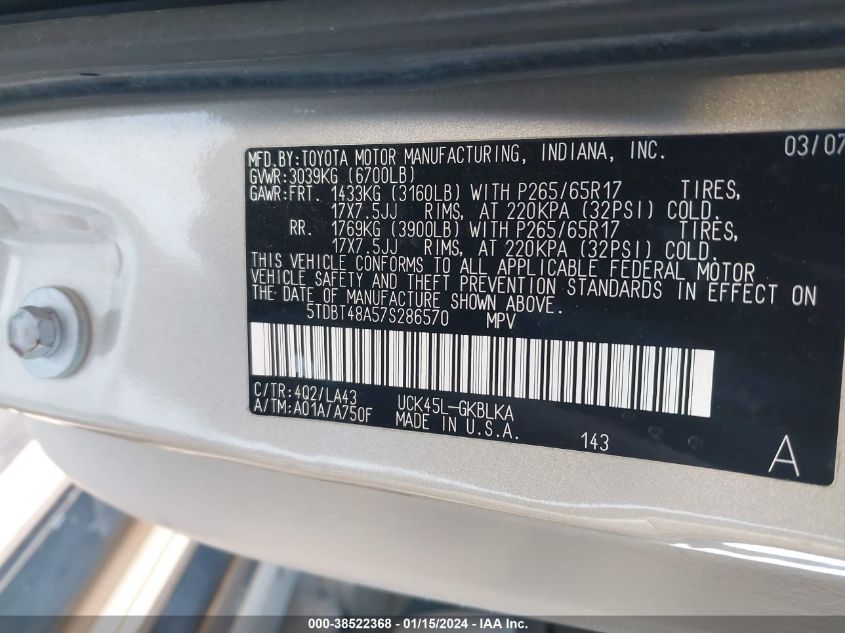 MFD.BY:TOYOTA MOTOR MANUFACTURING, INDIANA, INC. 03/07
GVWR:3039KG (6700LB)
GAWR:FRT. 1433KG (3160LB) WITH P265/65R17 TIRES,
17X7.5JJ RIMS, AT 220KPA (32PSI) COLD.
RR. 1769KG (3900LB) WITH P265/65R17 TIRES,
17X7.5JJ RIMS, AT 220KPA (32PSI) COLD.
THIS VEHICLE CONFORMS TO ALL APPLICABLE FEDERAL MOTOR
VEHICLE SAFETY AND THEFT PREVENTION STANDARDS IN EFFECT ON
THE DATE OF MANUFACTURE SHOWN ABOVE.
5TDBT48A57S286570 MPV
C/TR:4Q2/LA43 UCK45L-GKBLKA
A/TM:A01A/A750F MADE IN U.S.A. 143 A
000-38522368 - 01/15/2024 - IAA Inc.